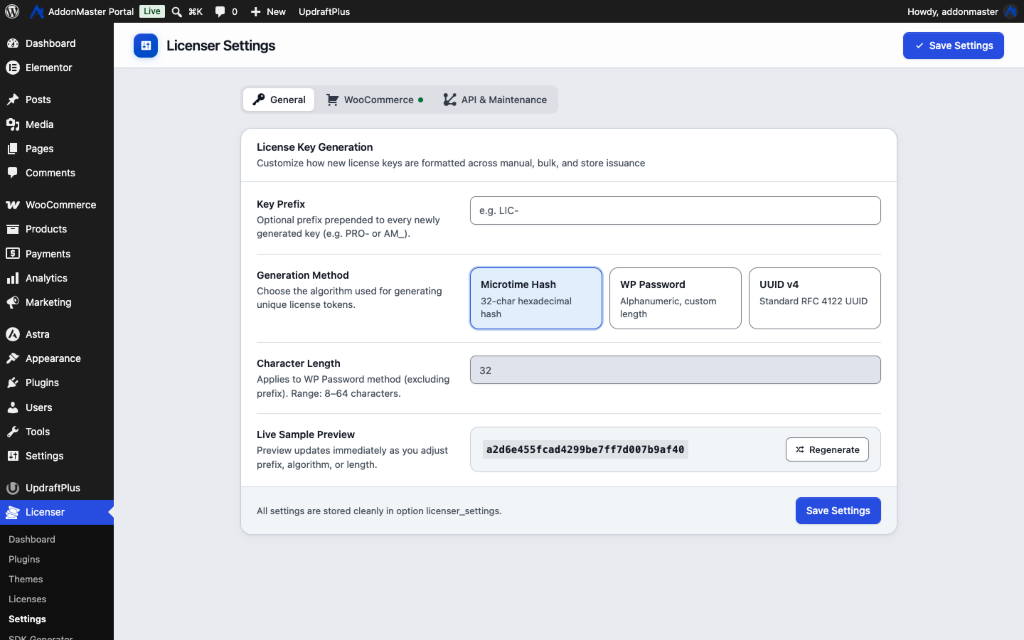 AddonMaster Portal Live ⌘K 0 New UpdraftPlus Howdy, addonmaster
Dashboard
Elementor
Posts
Media
Pages
Comments
WooCommerce
Products
Payments
Analytics
Marketing
Astra
Appearance
Plugins
Users
Tools
Settings
UpdraftPlus
Licenser
Dashboard
Plugins
Themes
Licenses
Settings
SDK Generator
Licenser Settings
Save Settings
General WooCommerce API & Maintenance
License Key Generation
Customize how new license keys are formatted across manual, bulk, and store issuance
Key Prefix
Optional prefix prepended to every newly
generated key (e.g. PRO- or AM_).
e.g. LIC-
Generation Method
Choose the algorithm used for generating
unique license tokens.
Microtime Hash
32-char hexadecimal
hash
WP Password
Alphanumeric, custom
length
UUID v4
Standard RFC 4122 UUID
Character Length
Applies to WP Password method (excluding
prefix). Range: 8–64 characters.
32
Live Sample Preview
Preview updates immediately as you adjust
prefix, algorithm, or length.
a2d6e455fcad4299be7ff7d007b9af40
Regenerate
All settings are stored cleanly in option licenser_settings.
Save Settings